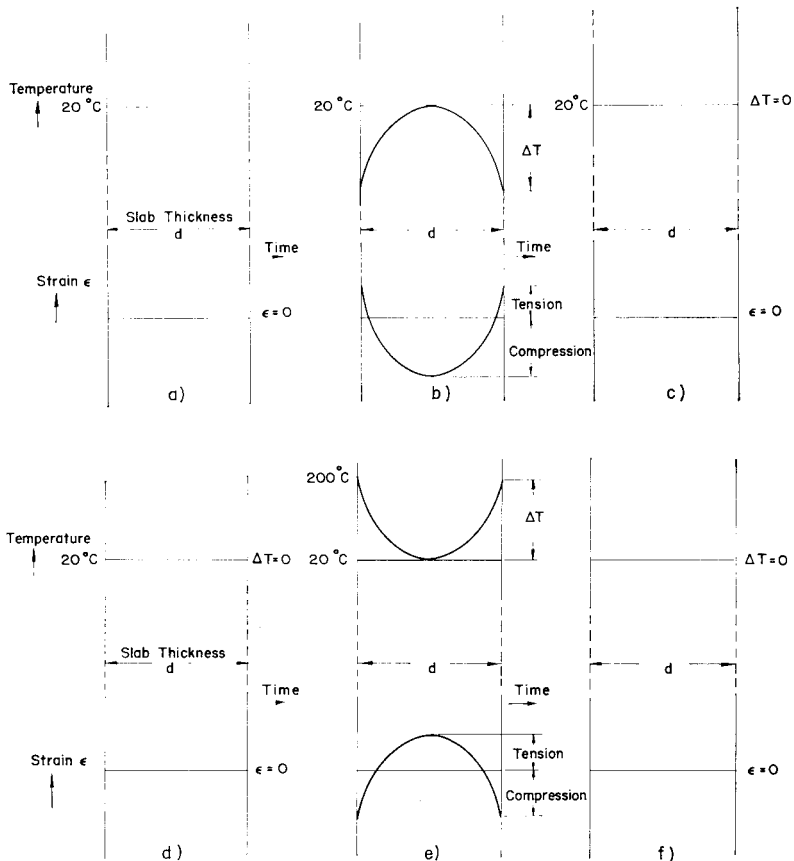 Temperature
20 °C
Slab Thickness
d
Time
Strain ϵ
ϵ = 0
a)
20 °C
ΔT
d
Time
Tension
Compression
b)
20 °C
ΔT = 0
d
ϵ = 0
c)
Temperature
20 °C
ΔT = 0
Slab Thickness
d
Time
Strain ϵ
ϵ = 0
d)
200 °C
20 °C
ΔT
d
Time
Tension
Compression
e)
ΔT = 0
d
ϵ = 0
f)